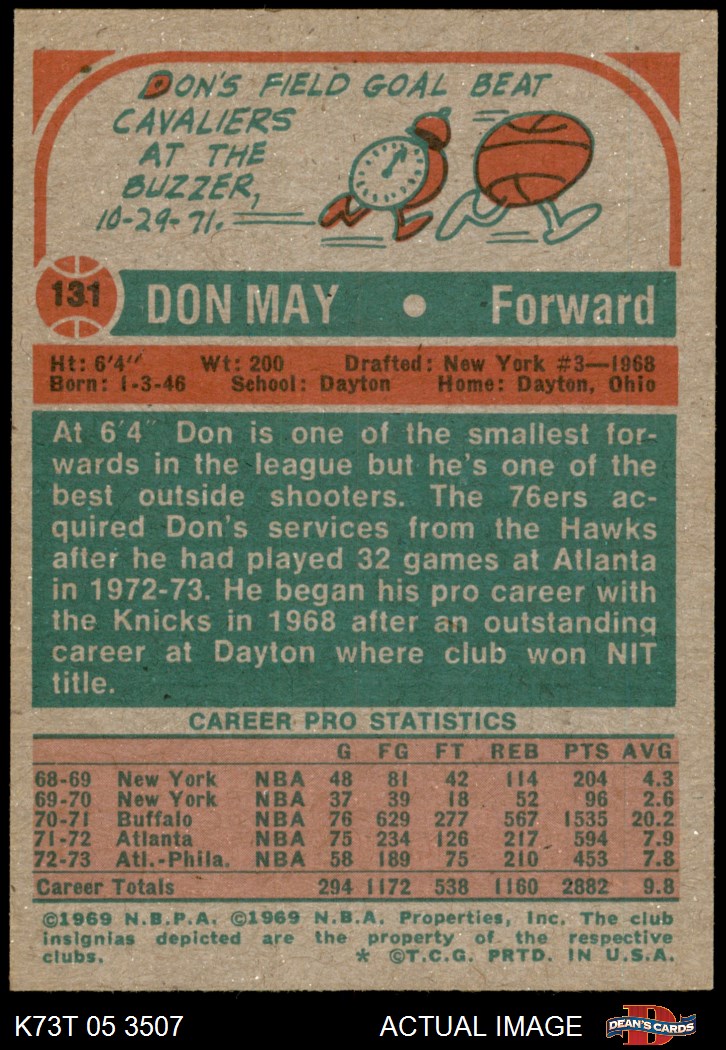 DON'S FIELD GOAL BEAT
CAVALIERS
AT THE
BUZZER,
10-29-71.
131 DON MAY • Forward
Ht: 6'4" Wt: 200 Drafted: New York #3—1968
Born: 1-3-46 School: Dayton Home: Dayton, Ohio
At 6'4" Don is one of the smallest for-
wards in the league but he's one of the
best outside shooters. The 76ers ac-
quired Don's services from the Hawks
after he had played 32 games at Atlanta
in 1972-73. He began his pro career with
the Knicks in 1968 after an outstanding
career at Dayton where club won NIT
title.
CAREER PRO STATISTICS
G FG FT REB PTS AVG
68-69 New York NBA 48 81 42 114 204 4.3
69-70 New York NBA 37 39 18 52 96 2.6
70-71 Buffalo NBA 76 629 277 567 1535 20.2
71-72 Atlanta NBA 75 234 126 217 594 7.9
72-73 Atl.-Phila. NBA 58 189 75 210 453 7.8
Career Totals 294 1172 538 1160 2882 9.8
©1969 N.B.P.A. ©1969 N.B.A. Properties, Inc. The club
insignias depicted are the property of the respective
clubs. * ©T.C.G. PRTD. IN U.S.A.
K73T 05 3507 ACTUAL IMAGE DEAN'S CARDS